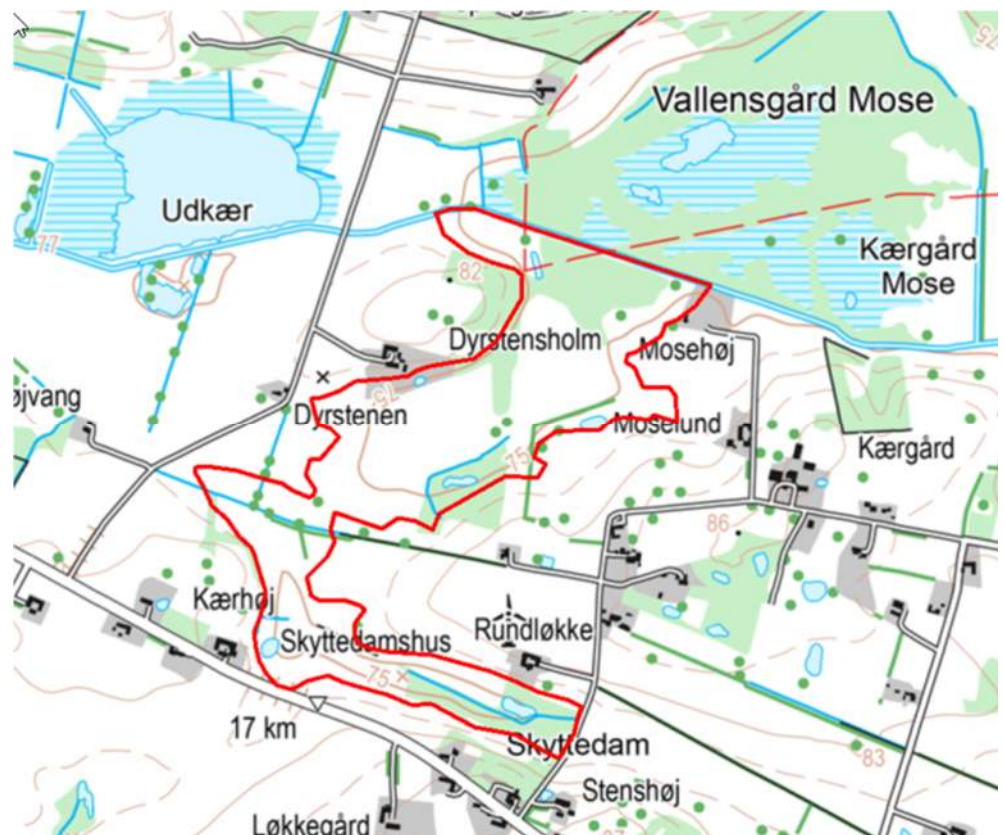 Vallensgård Mose
Udkær
77
82
Kærgård
Mose
Dyrstensholm
Mosehøj
75
øjvang
Dyrstenen
Moselund
Kærgård
75
86
Kærhøj
Skyttedamshus
Rundløkke
75
17 km
Skyttedam
83
Stenshøj
Løkkegård